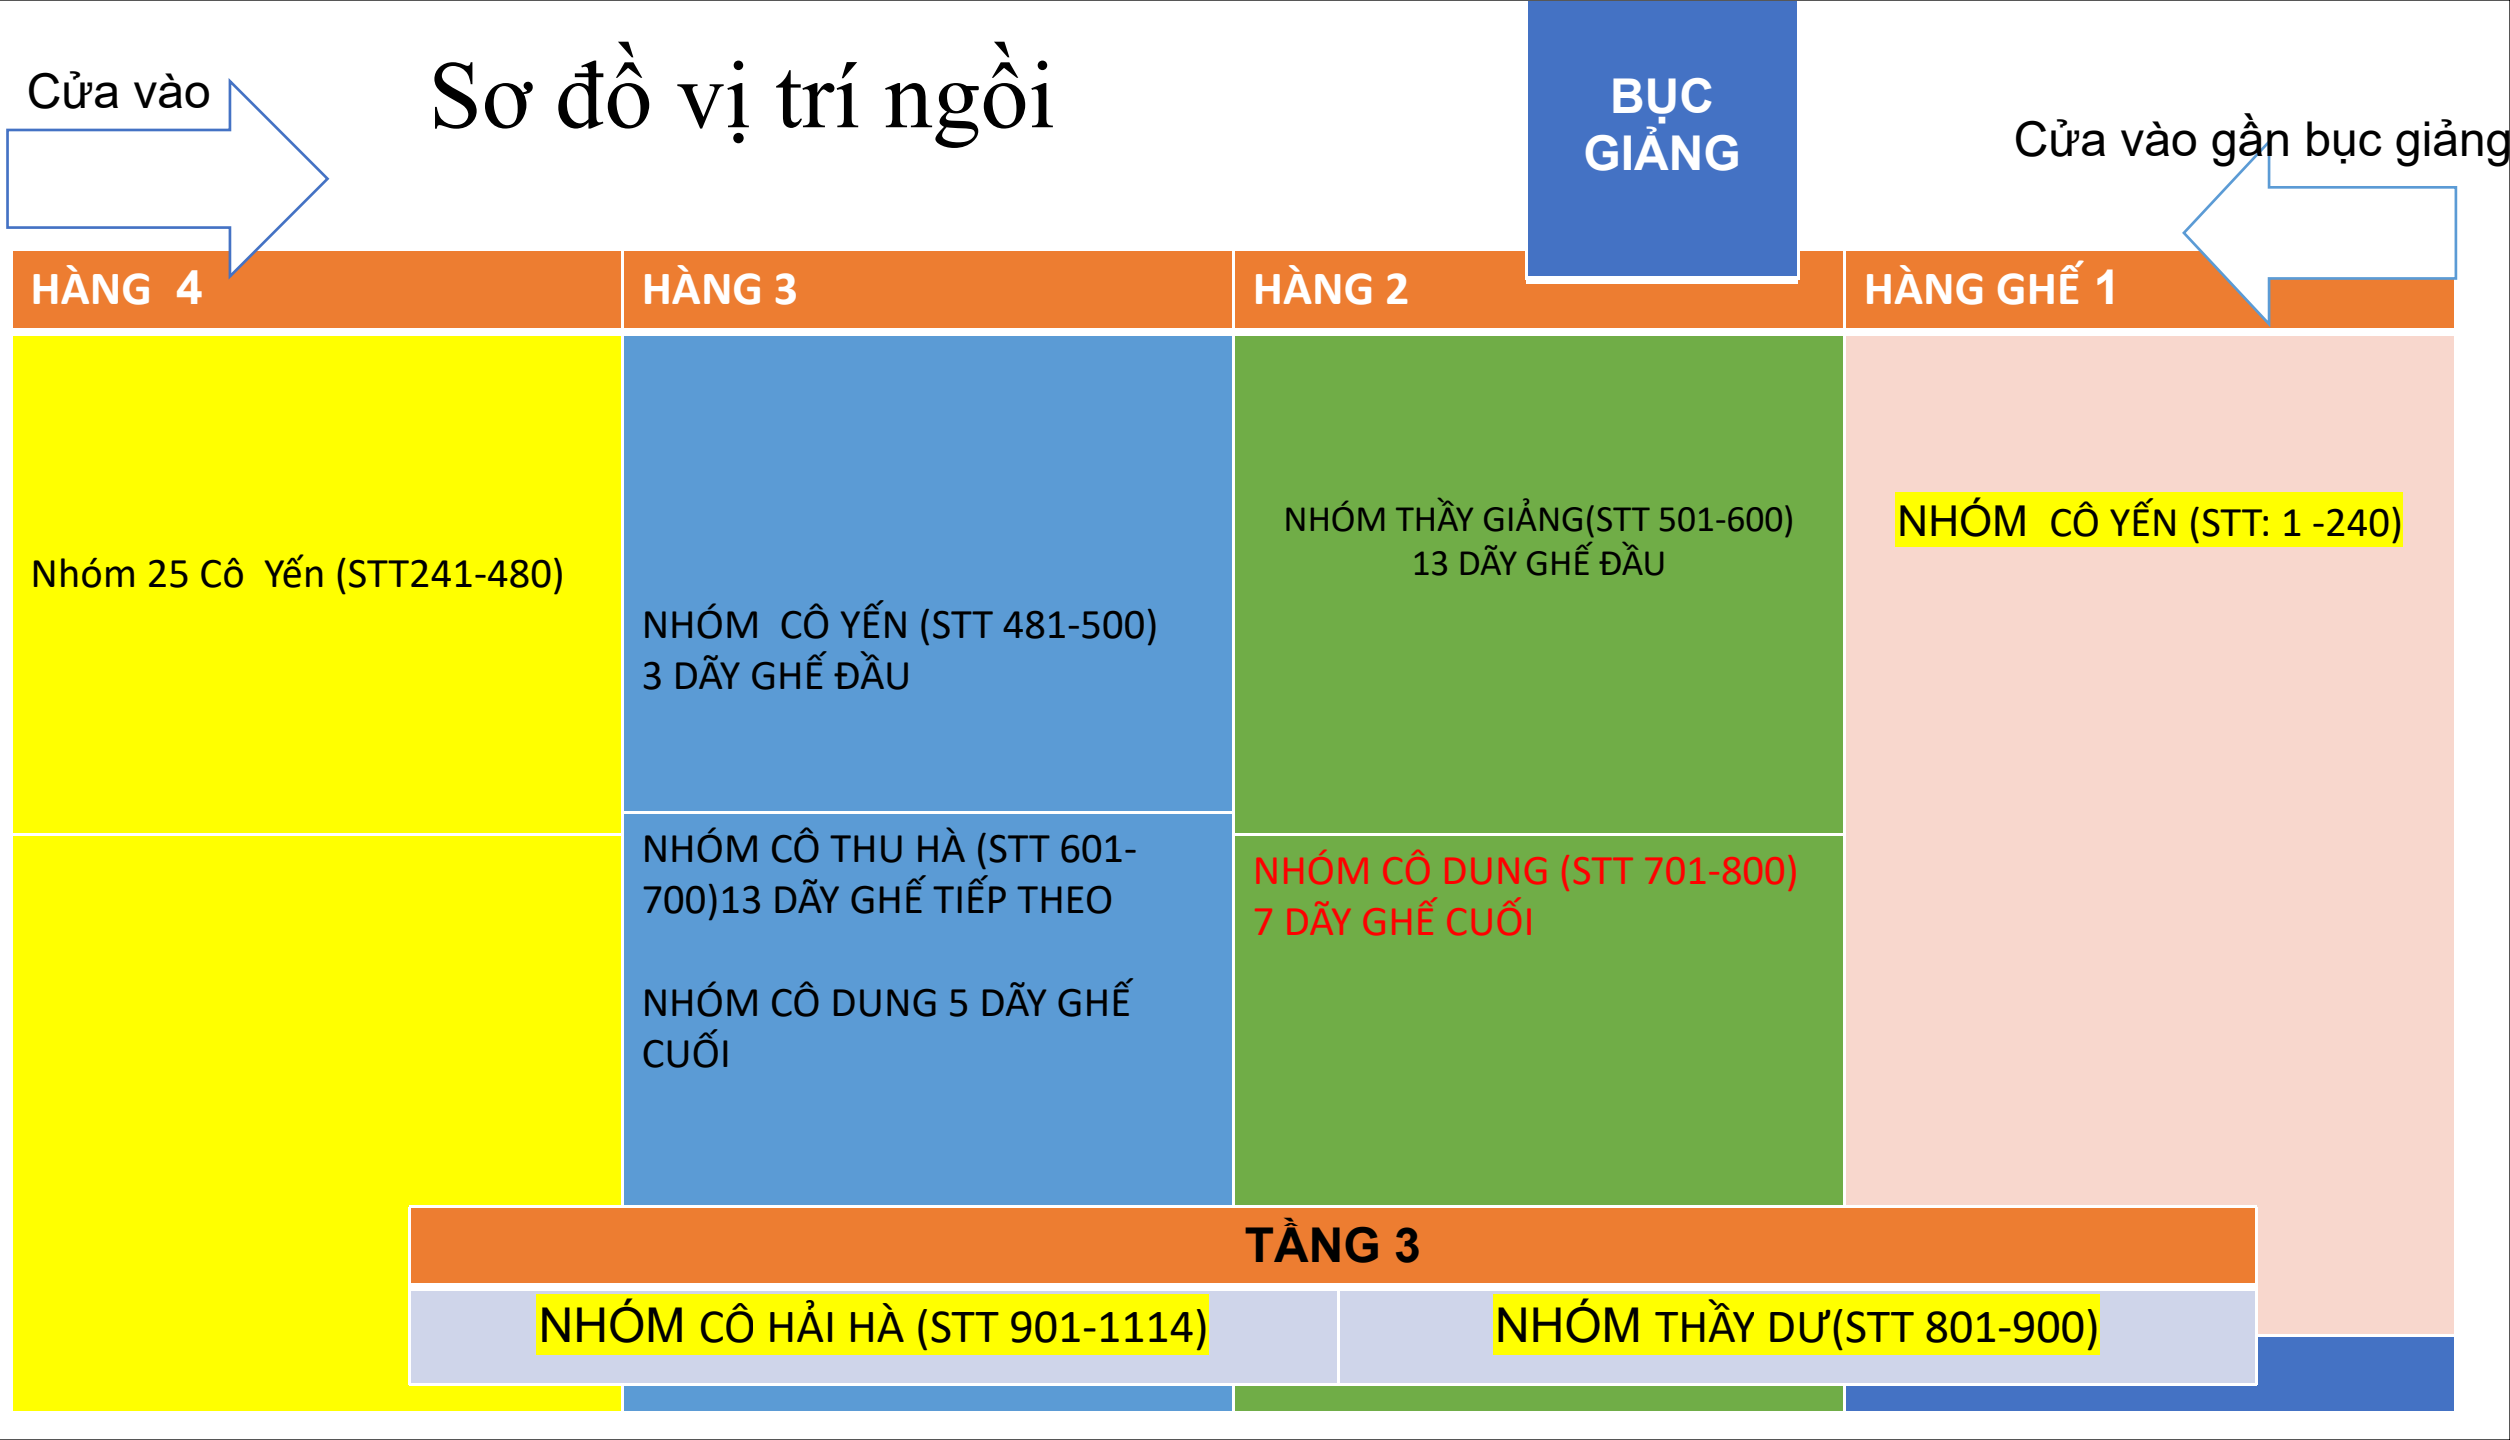 Cửa vào
Sơ đồ vị trí ngồi
BỤC
GIẢNG
Cửa vào gần bục giảng
HÀNG  4
HÀNG 3
HÀNG 2
HÀNG GHẾ 1
Nhóm 25 Cô  Yến (STT241-480)
NHÓM  CÔ YẾN (STT 481-500)
3 DÃY GHẾ ĐẦU
NHÓM THẦY GIẢNG(STT 501-600)
13 DÃY GHẾ ĐẦU
NHÓM  CÔ YẾN (STT: 1 -240)
NHÓM CÔ THU HÀ (STT 601-
700)13 DÃY GHẾ TIẾP THEO
NHÓM CÔ DUNG 5 DÃY GHẾ
CUỐI
NHÓM CÔ DUNG (STT 701-800)
7 DÃY GHẾ CUỐI
TẦNG 3
NHÓM CÔ HẢI HÀ (STT 901-1114)
NHÓM THẦY DƯ(STT 801-900)